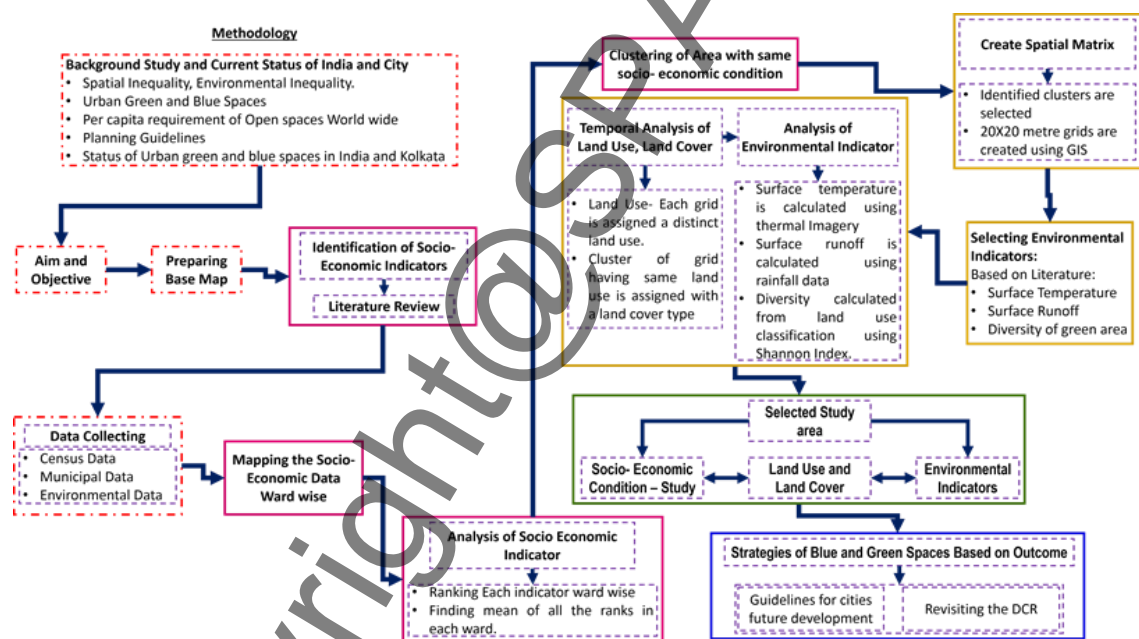 Methodology
Background Study and Current Status of India and City
• Spatial Inequality, Environmental Inequality.
• Urban Green and Blue Spaces
• Per capita requirement of Open spaces World wide
• Planning Guidelines
• Status of Urban green and blue spaces in India and Kolkata
Aim and
Objective
Preparing
Base Map
Identification of Socio-
Economic Indicators
Literature Review
Data Collecting
• Census Data
• Municipal Data
• Environmental Data
Mapping the Socio-
Economic Data
Ward wise
Analysis of Socio Economic
Indicator
• Ranking Each indicator ward wise
• Finding mean of all the ranks in
each ward.
Clustering of Area with same
socio- economic condition
Create Spatial Matrix
• Identified clusters are
selected
• 20X20 metre grids are
created using GIS
Selecting Environmental
Indicators:
Based on Literature:
• Surface Temperature
• Surface Runoff
• Diversity of green area
Temporal Analysis of
Land Use, Land Cover
• Land Use- Each grid
is assigned a distinct
land use.
• Cluster of grid
having same land
use is assigned with
a land cover type
Analysis of
Environmental Indicator
• Surface temperature
is calculated using
thermal Imagery
• Surface runoff is
calculated using
rainfall data
• Diversity calculated
from land use
classification using
Shannon Index.
Selected Study
area
Socio- Economic
Condition – Study
Land Use and
Land Cover
Environmental
Indicators
Strategies of Blue and Green Spaces Based on Outcome
Guidelines for cities
future development
Revisiting the DCR